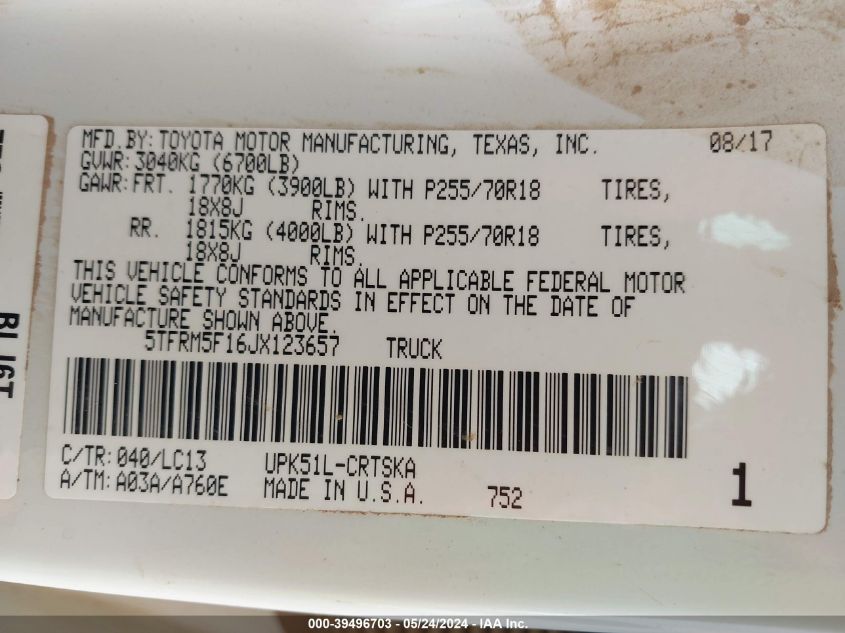 MFD.BY: TOYOTA MOTOR MANUFACTURING, TEXAS, INC. 08/17
GVWR: 3040KG (6700LB)
GAWR: FRT. 1770KG (3900LB) WITH P255/70R18 TIRES,
18X8J RIMS.
RR. 1815KG (4000LB) WITH P255/70R18 TIRES,
18X8J RIMS.
THIS VEHICLE CONFORMS TO ALL APPLICABLE FEDERAL MOTOR
VEHICLE SAFETY STANDARDS IN EFFECT ON THE DATE OF
MANUFACTURE SHOWN ABOVE.
5TFRM5F16JX123657 TRUCK
C/TR: 040/LC13 UPK51L-CRTSKA
A/TM: A03A/A760E MADE IN U.S.A. 752 1
000-39496703 - 05/24/2024 - IAA Inc.